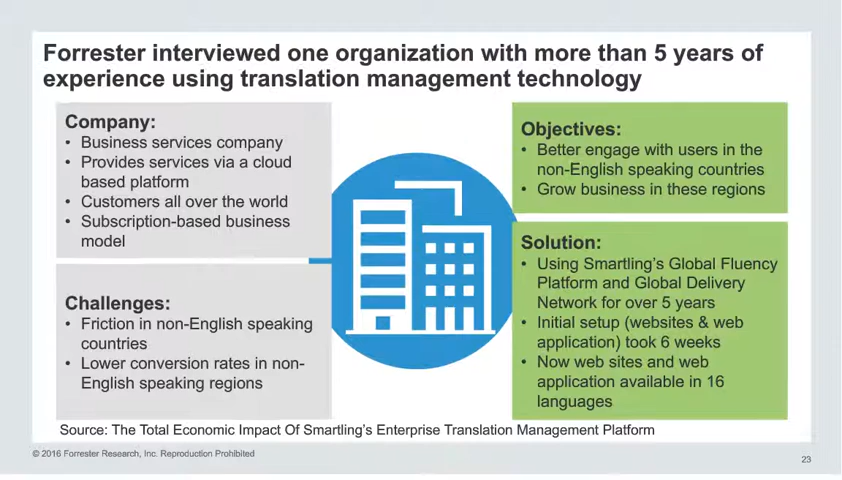 Forrester interviewed one organization with more than 5 years of
experience using translation management technology
Company:
• Business services company
• Provides services via a cloud
based platform
• Customers all over the world
• Subscription-based business
model
Challenges:
• Friction in non-English speaking
countries
• Lower conversion rates in non-
English speaking regions
Objectives:
• Better engage with users in the
non-English speaking countries
• Grow business in these regions
Solution:
• Using Smartling’s Global Fluency
Platform and Global Delivery
Network for over 5 years
• Initial setup (websites & web
application) took 6 weeks
• Now web sites and web
application available in 16
languages
Source: The Total Economic Impact Of Smartling’s Enterprise Translation Management Platform
© 2016 Forrester Research, Inc. Reproduction Prohibited
23